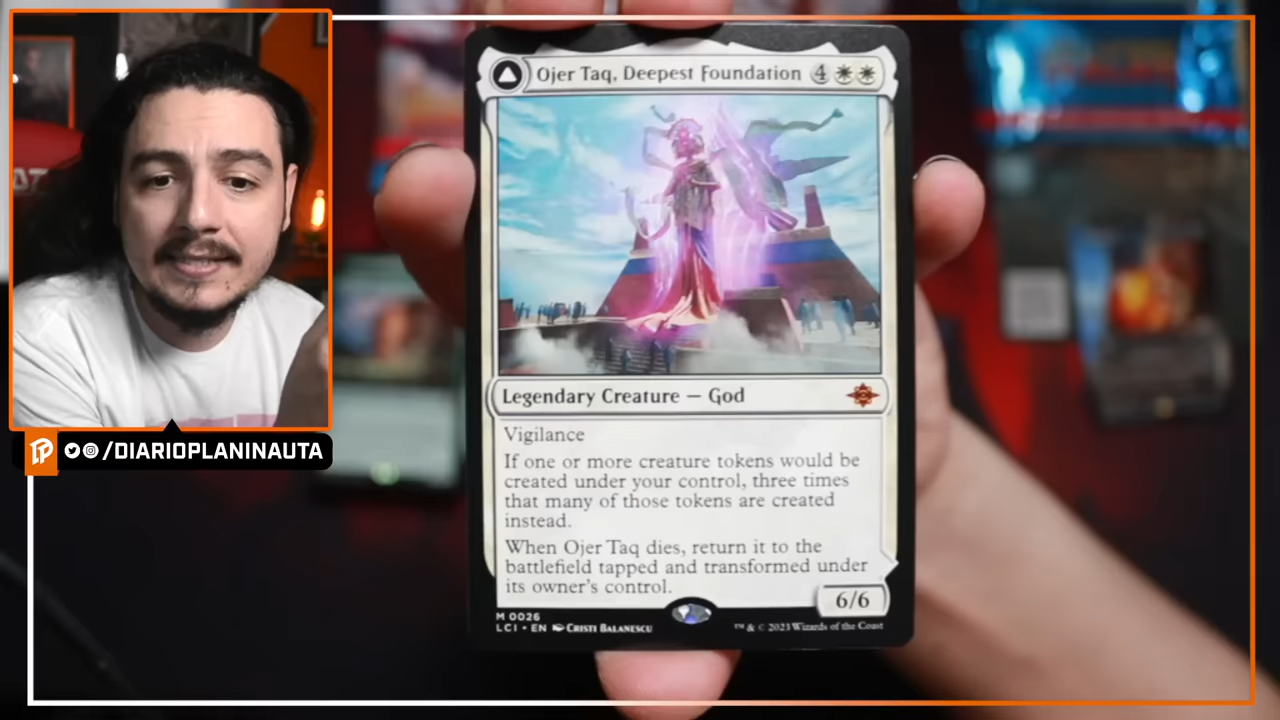 Ojer Taq, Deepest Foundation 4
Legendary Creature — God
Vigilance
If one or more creature tokens would be
created under your control, three times
that many of those tokens are created
instead.
When Ojer Taq dies, return it to the
battlefield tapped and transformed under
its owner's control.
6/6
M 0026
LCI • EN CRISTI BALANESCU
™ & © 2023 Wizards of the Coast
/DIARIOPLANINAUTA